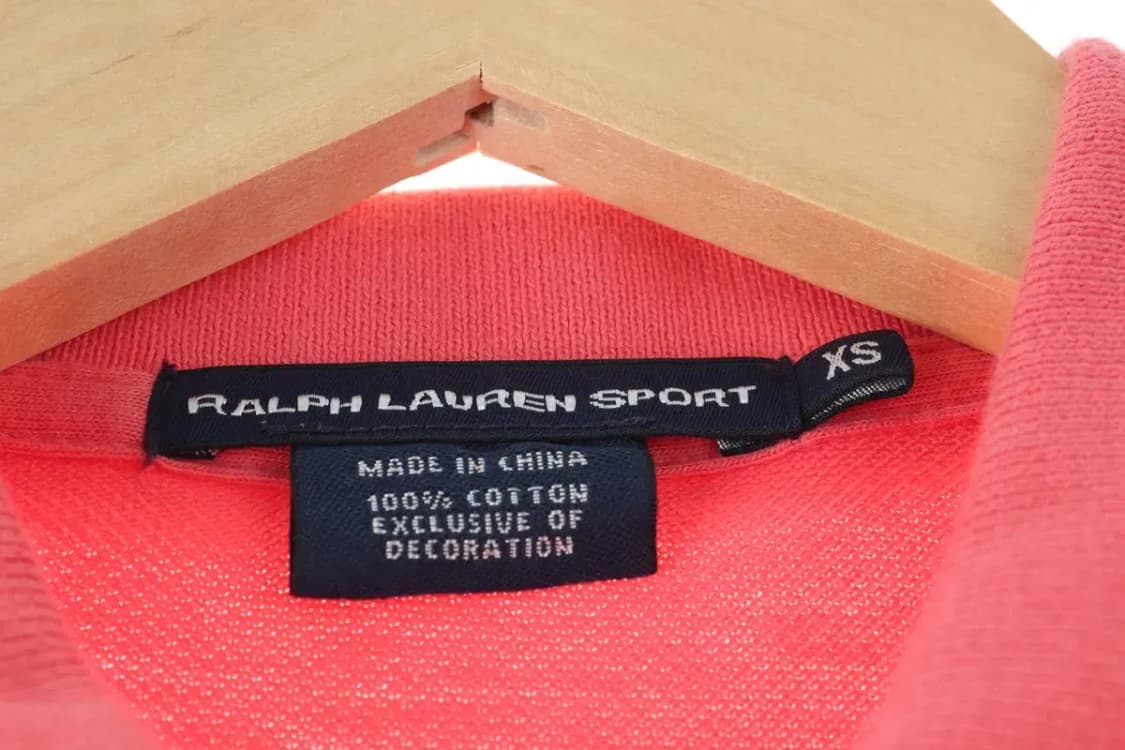 RALPH LAUREN SPORT
XS
MADE IN CHINA
100% COTTON
EXCLUSIVE OF
DECORATION